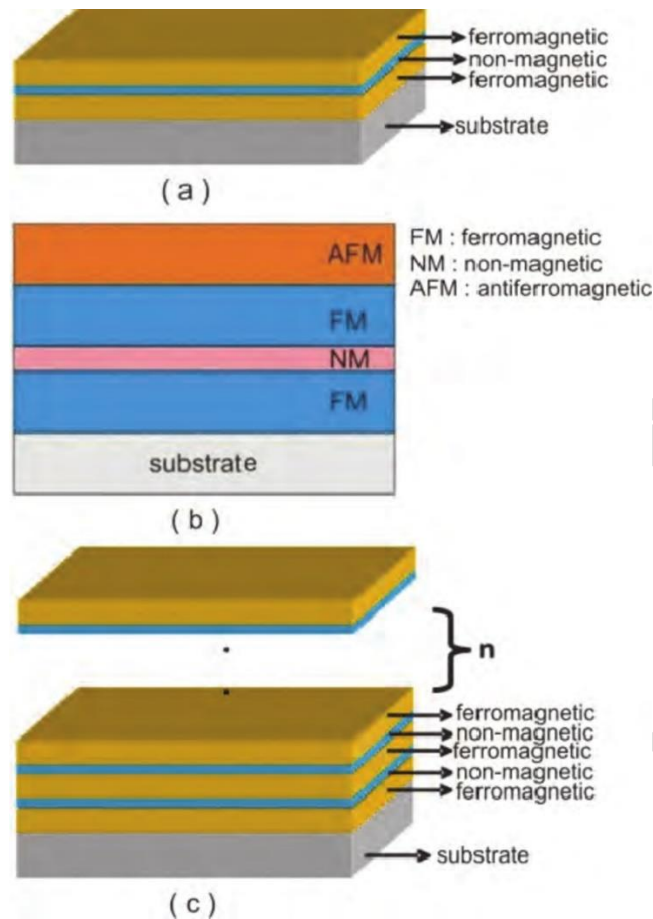 ferromagnetic
non-magnetic
ferromagnetic
substrate
( a )
AFM
FM
NM
FM
substrate
FM : ferromagnetic
NM : non-magnetic
AFM : antiferromagnetic
( b )
n
ferromagnetic
non-magnetic
ferromagnetic
non-magnetic
ferromagnetic
substrate
( c )